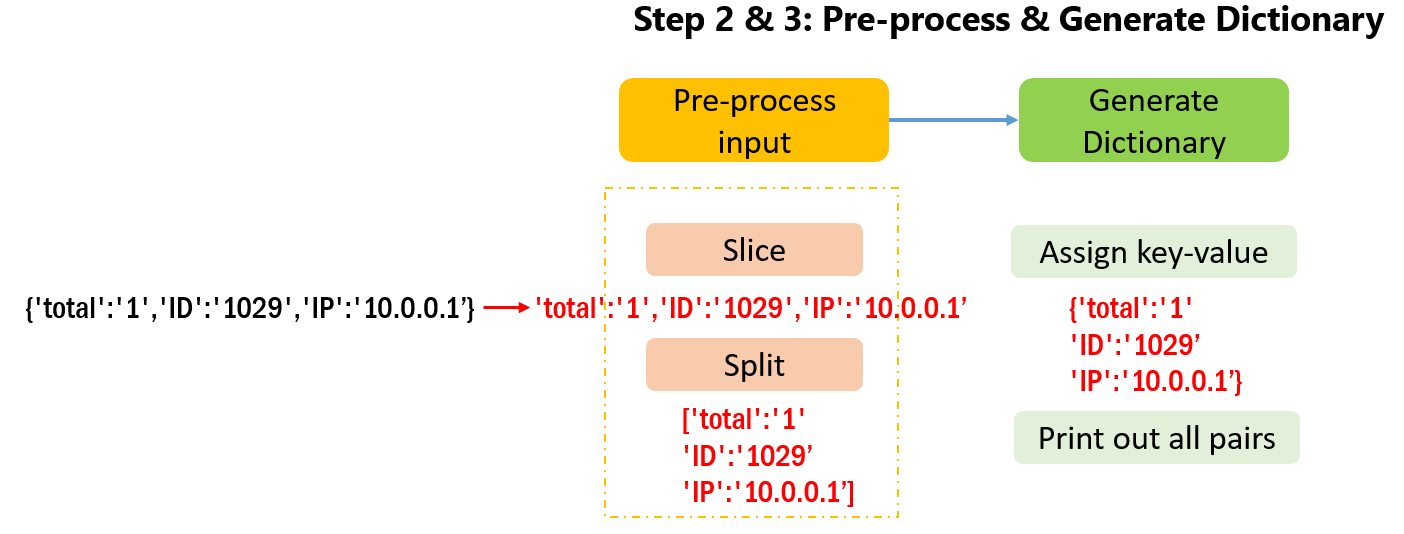 Step 2 & 3: Pre-process & Generate Dictionary
Pre-process
input
Generate
Dictionary
Slice
Assign key-value
{'total':'1','ID':'1029','IP':'10.0.0.1’}
'total':'1','ID':'1029','IP':'10.0.0.1’
{'total':'1'
'ID':'1029’
'IP':'10.0.0.1’}
Split
['total':'1'
'ID':'1029’
'IP':'10.0.0.1’]
Print out all pairs